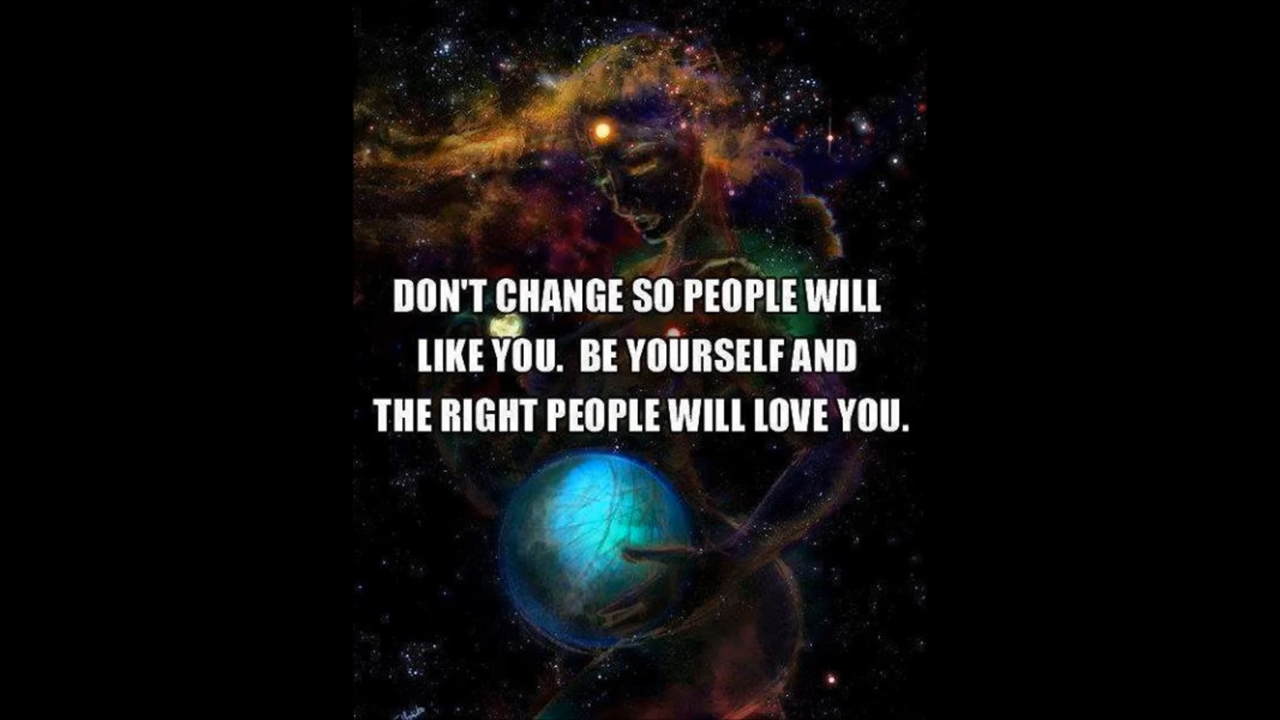 DON'T CHANGE SO PEOPLE WILL
LIKE YOU. BE YOURSELF AND
THE RIGHT PEOPLE WILL LOVE YOU.